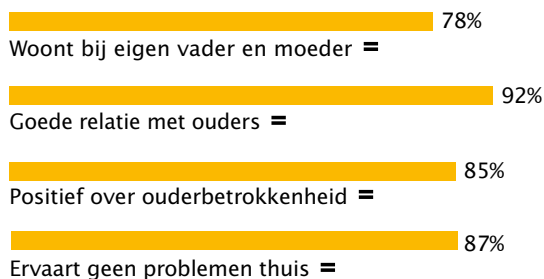 78%
Woont bij eigen vader en moeder =
92%
Goede relatie met ouders =
85%
Positief over ouderbetrokkenheid =
87%
Ervaart geen problemen thuis =